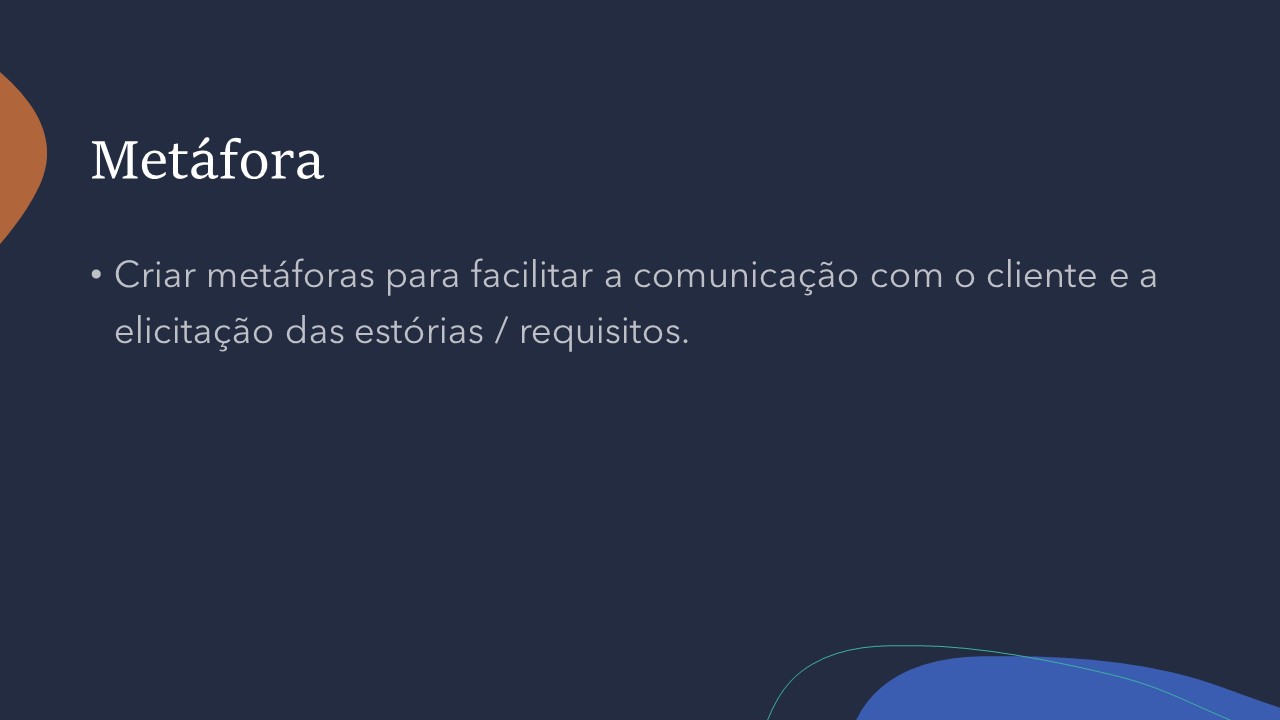 Metáfora
• Criar metáforas para facilitar a comunicação com o cliente e a
elicitação das estórias / requisitos.